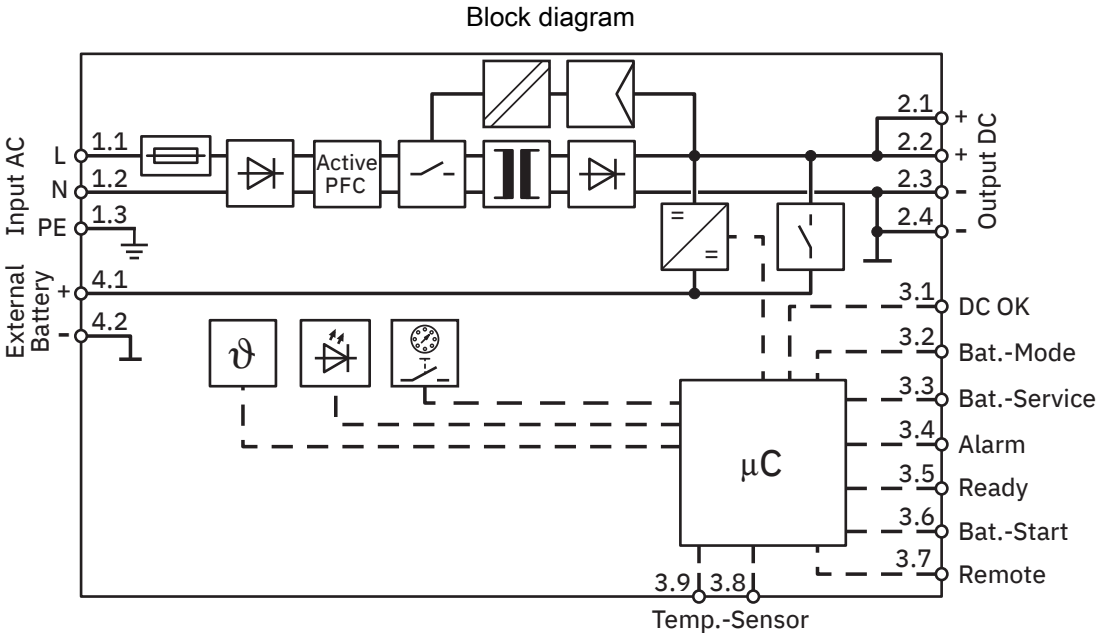 Block diagram
Input AC
L
1.1
N
1.2
PE
1.3
External
Battery
+
4.1
-
4.2
Active
PFC
=
=
2.1
+
2.2
+
2.3
-
2.4
-
Output DC
ϑ
μC
3.1
DC OK
3.2
Bat.-Mode
3.3
Bat.-Service
3.4
Alarm
3.5
Ready
3.6
Bat.-Start
3.7
Remote
3.9
3.8
Temp.-Sensor